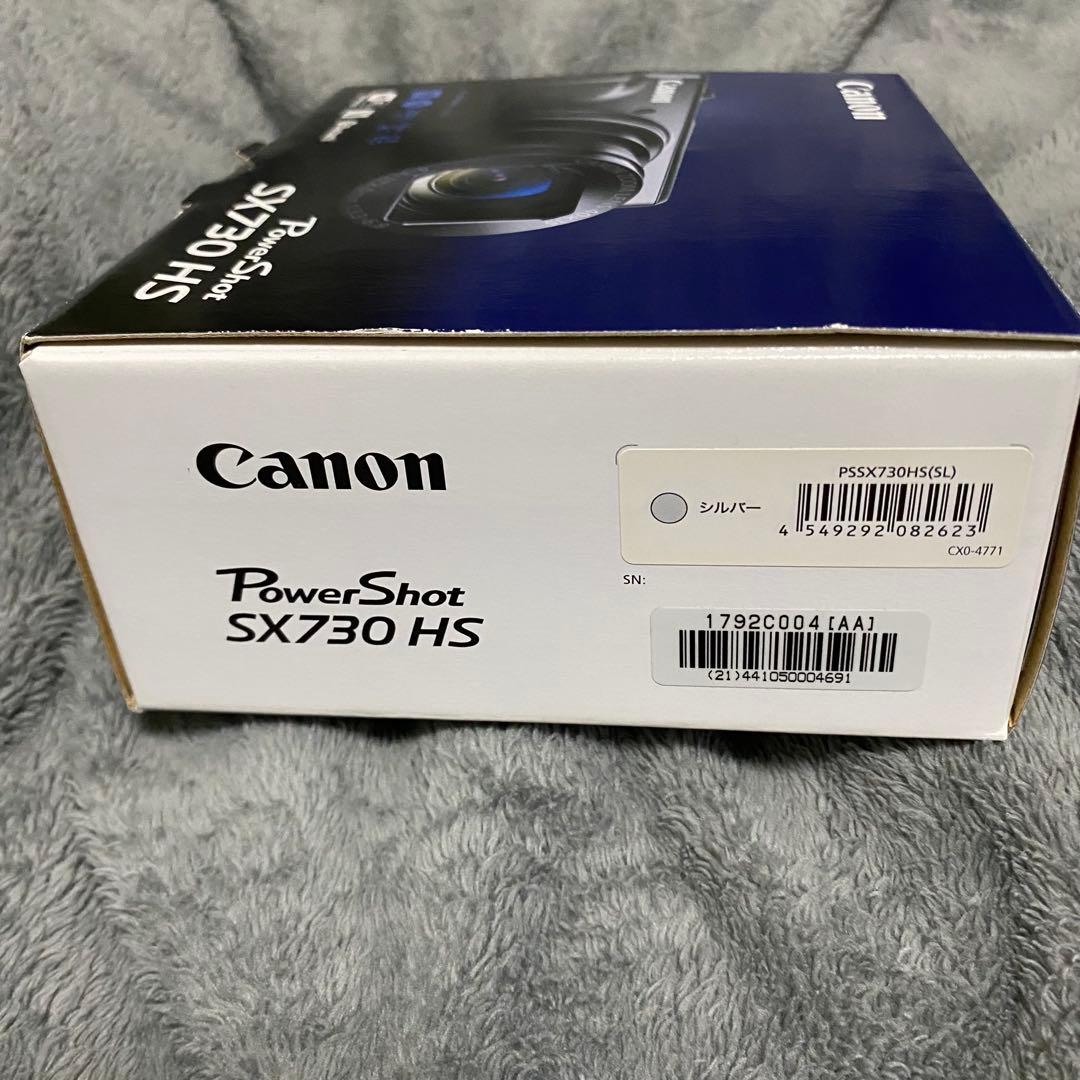 Canon
Canon
PowerShot
SX730 HS
Canon
PowerShot
SX730 HS
PSSX730HS(SL)
シルバー
4 549292 082623
CX0-4771
SN:
1792C004[AA]
(21)441050004691